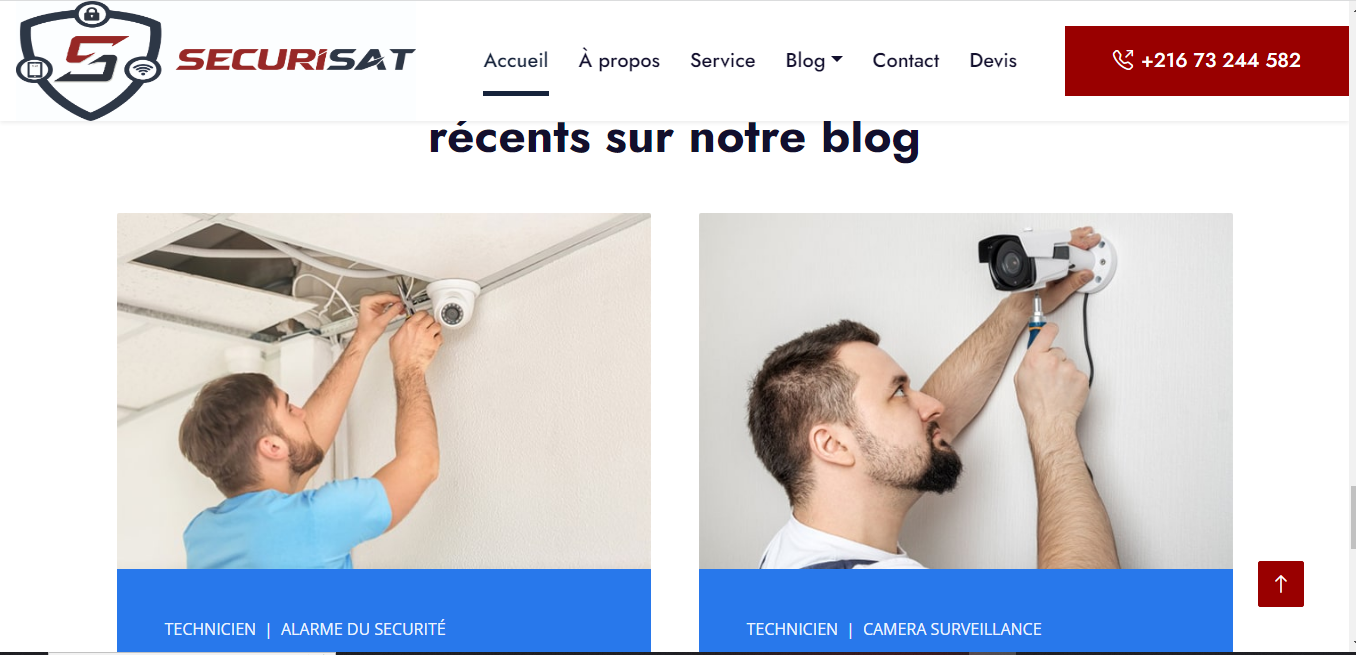 SECURiSAT
Accueil À propos Service Blog Contact Devis
+216 73 244 582
récents sur notre blog
TECHNICIEN | ALARME DU SECURITÉ
TECHNICIEN | CAMERA SURVEILLANCE